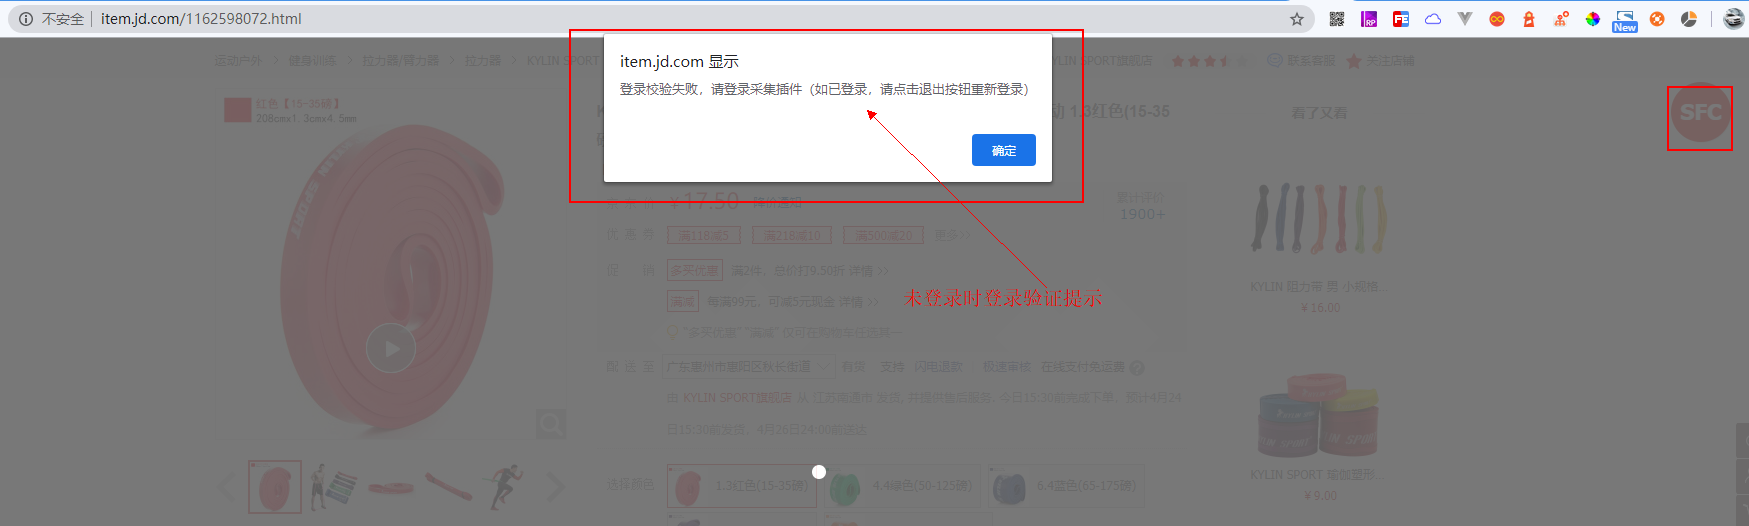 不安全 item.jd.com/1162598072.html
New
item.jd.com 显示
登录校验失败，请登录采集插件（如已登录，请点击退出按钮重新登录）
确定
运动户外 > 健身训练 > 拉力器/臂力器 > 拉力器 > KYLIN SPORT
KYLIN SPORT旗舰店 联系客服 关注店铺
红色【15-35磅】
208cmx1.3cmx4.5mm
动 1.3红色(15-35
看了又看
SFC
¥17.50 降价通知
累计评价
1900+
优惠券 满118减5 满218减10 满500减20 更多>>
促 销 多买优惠 满2件，总价打9.50折 详情 >>
满减 每满99元，可减5元现金 详情 >>
"多买优惠" "满减" 仅可在购物车任选其一
未登录时登录验证提示
配送至 广东惠州市惠阳区秋长街道 有货 支持 闪电退款 极速审核 在线支付免运费
由 KYLIN SPORT旗舰店 从 江苏南通市 发货，并提供售后服务。今日15:30前完成下单，预计4月24
日15:30前发货，4月26日24:00前送达
选择颜色 1.3红色(15-35磅) 4.4绿色(50-125磅) 6.4蓝色(65-175磅)
KYLIN 阻力带 黑 小规格...
¥16.00
KYLIN SPORT 瑜伽塑形...
¥9.00